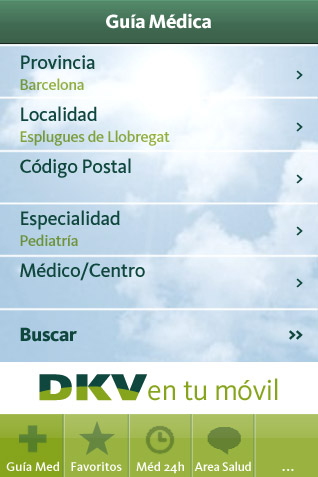 Guía Médica
Provincia
Barcelona
Localidad
Esplugues de Llobregat
Código Postal
Especialidad
Pediatría
Médico/Centro
Buscar
DKV en tu móvil
Guía Med Favoritos Méd 24h Area Salud ...